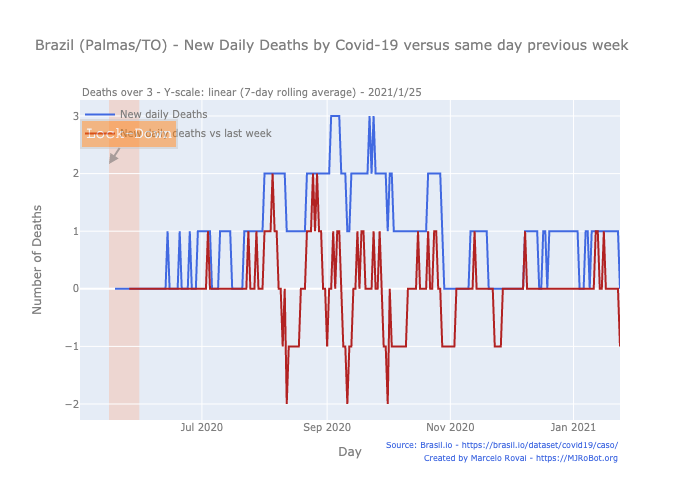 Brazil (Palmas/TO) - New Daily Deaths by Covid-19 versus same day previous week
Deaths over 3 - Y-scale: linear (7-day rolling average) - 2021/1/25
New daily Deaths
Lock Down
deaths vs last week
3
2
1
0
−1
−2
Number of Deaths
Jul 2020
Sep 2020
Nov 2020
Jan 2021
Day
Source: Brasil.io - https://brasil.io/dataset/covid19/caso/
Created by Marcelo Rovai - https://MJRoBot.org